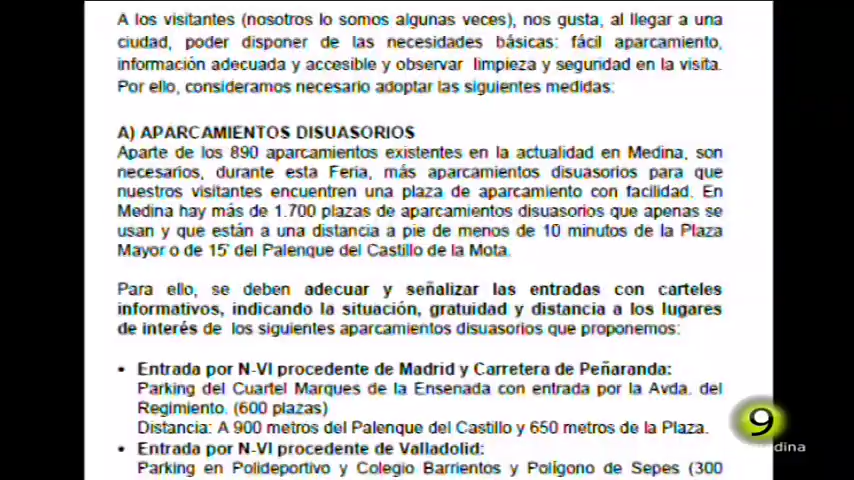 A los visitantes (nosotros lo somos algunas veces), nos gusta, al llegar a una
ciudad, poder disponer de las necesidades básicas: fácil aparcamiento,
información adecuada y accesible y observar limpieza y seguridad en la visita.
Por ello, consideramos necesario adoptar las siguientes medidas:
A) APARCAMIENTOS DISUASORIOS
Aparte de los 890 aparcamientos existentes en la actualidad en Medina, son
necesarios, durante esta Feria, más aparcamientos disuasorios para que
nuestros visitantes encuentren una plaza de aparcamiento con facilidad. En
Medina hay más de 1.700 plazas de aparcamientos disuasorios que apenas se
usan y que están a una distancia a pie de menos de 10 minutos de la Plaza
Mayor o de 15' del Palenque del Castillo de la Mota.
Para ello, se deben adecuar y señalizar las entradas con carteles
informativos, indicando la situación, gratuidad y distancia a los lugares
de interés de los siguientes aparcamientos disuasorios que proponemos:
• Entrada por N-VI procedente de Madrid y Carretera de Peñaranda:
Parking del Cuartel Marques de la Ensenada con entrada por la Avda. del
Regimiento. (600 plazas)
Distancia: A 900 metros del Palenque del Castillo y 650 metros de la Plaza.
• Entrada por N-VI procedente de Valladolid:
Parking en Polideportivo y Colegio Barrientos y Polígono de Sepes (300
9